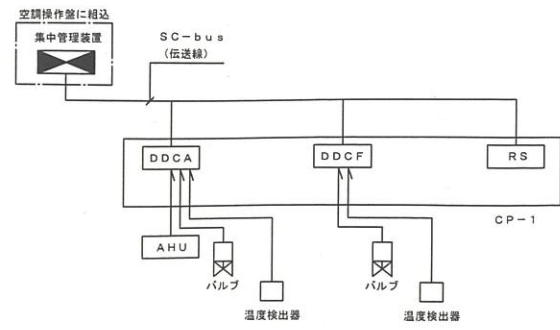 空調操作盤に組込
集中管理装置
SC-bus
(伝送線)
DDCA
DDCF
RS
CP-1
AHU
バルブ
バルブ
温度検出器
温度検出器